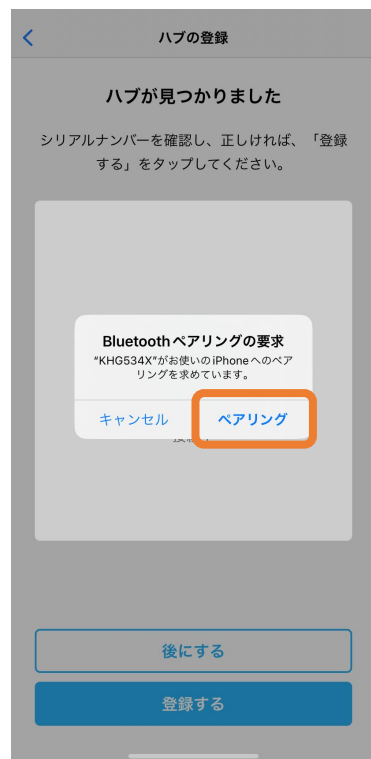 ハブの登録
ハブが見つかりました
シリアルナンバーを確認し、正しければ、「登録
する」をタップしてください。
Bluetoothペアリングの要求
"KHG534X"がお使いのiPhoneへのペア
リングを求めています。
キャンセル
ペアリング
後にする
登録する